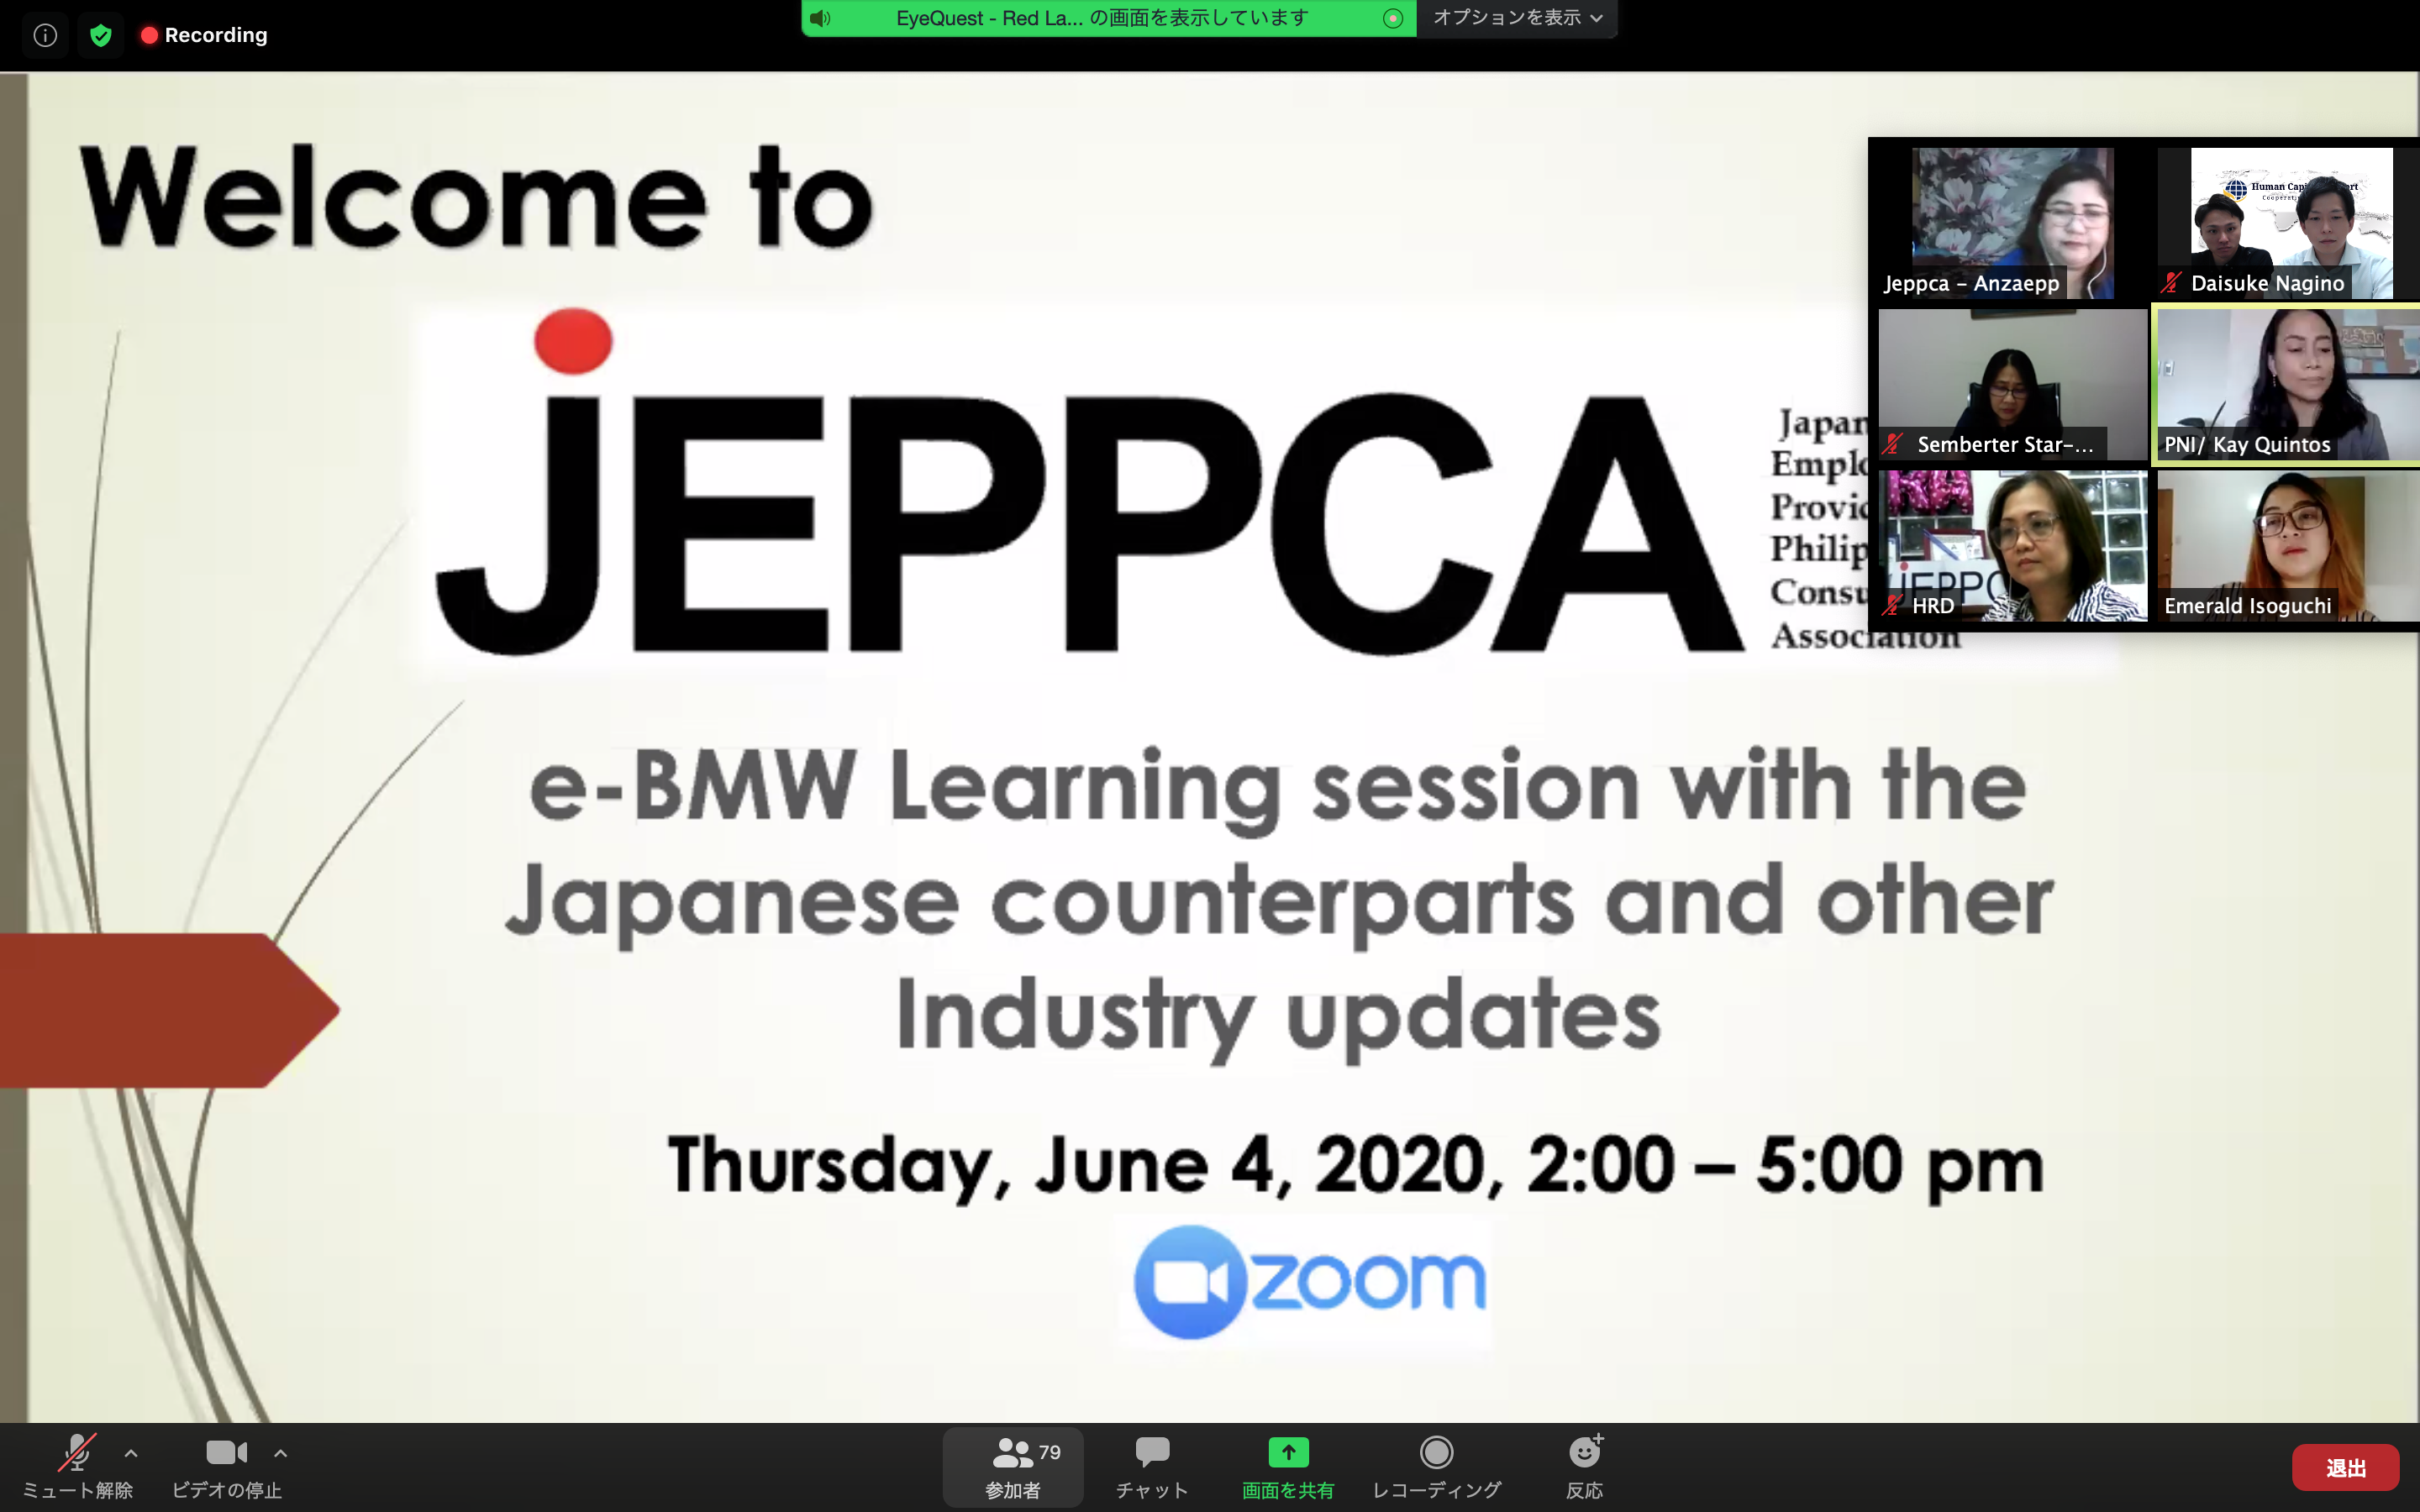 Recording
EyeQuest - Red La... の画面を表示しています
オプションを表示
Welcome to
JEPPCA
Japan
Emplo
Provid
Philip
Consu
Association
Jeppca - Anzaepp
Human Capi
Daisuke Nagino
Semberter Star-...
PNI/ Kay Quintos
JEPPC
HRD
Emerald Isoguchi
e-BMW Learning session with the
Japanese counterparts and other
Industry updates
Thursday, June 4, 2020, 2:00 – 5:00 pm
zoom
ミュート解除
ビデオの停止
79
参加者
チャット
画面を共有
レコーディング
反応
退出